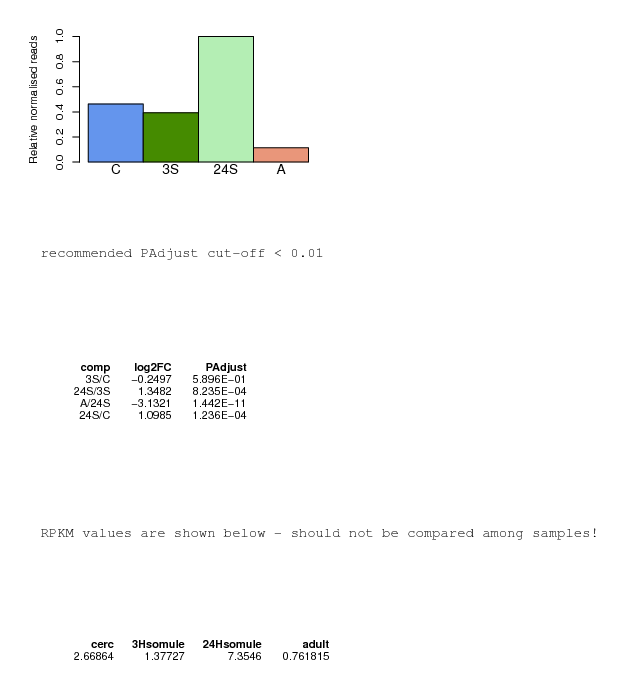 Relative normalised reads
1.0
0.8
0.6
0.4
0.2
0.0
C 3S 24S A
recommended PAdjust cut-off < 0.01
comp log2FC PAdjust
3S/C −0.2497 5.896E−01
24S/3S 1.3482 8.235E−04
A/24S −3.1321 1.442E−11
24S/C 1.0985 1.236E−04
RPKM values are shown below - should not be compared among samples!
cerc 3Hsomule 24Hsomule adult
2.66864 1.37727 7.3546 0.761815